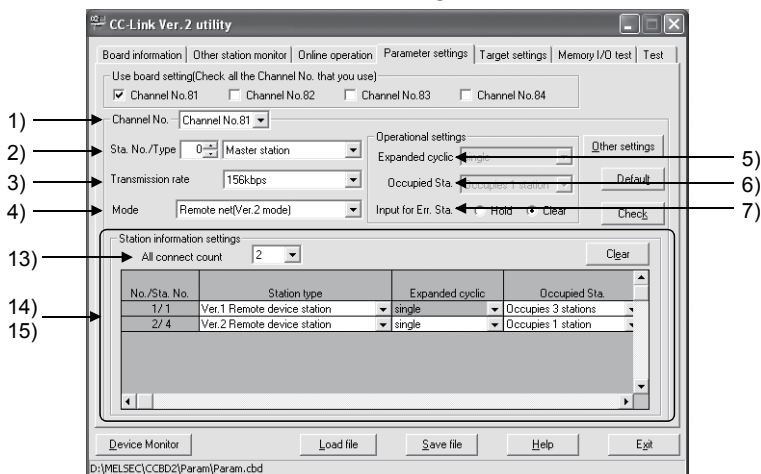 CC-Link Ver.2 utility
Board information Other station monitor Online operation Parameter settings Target settings Memory I/O test Test
Use board setting(Check all the Channel No. that you use)
Channel No.81 Channel No.82 Channel No.83 Channel No.84
1) Channel No. Channel No.81
Operational settings
2) Sta. No./Type 0 Master station
Expanded cyclic single 5)
Other settings
3) Transmission rate 156kbps
Occupied Sta. Occupies 1 station 6)
Default
4) Mode Remote net(Ver.2 mode)
Input for Err. Sta. Hold Clear 7)
Check
Station information settings
13) All connect count 2 Clear
No./Sta. No. Station type Expanded cyclic Occupied Sta.
14) 1/ 1 Ver.1 Remote device station single Occupies 3 stations
15) 2/ 4 Ver.2 Remote device station single Occupies 1 station
Device Monitor Load file Save file Help Exit
D:\MELSEC\CCBD2\Param\Param.cbd